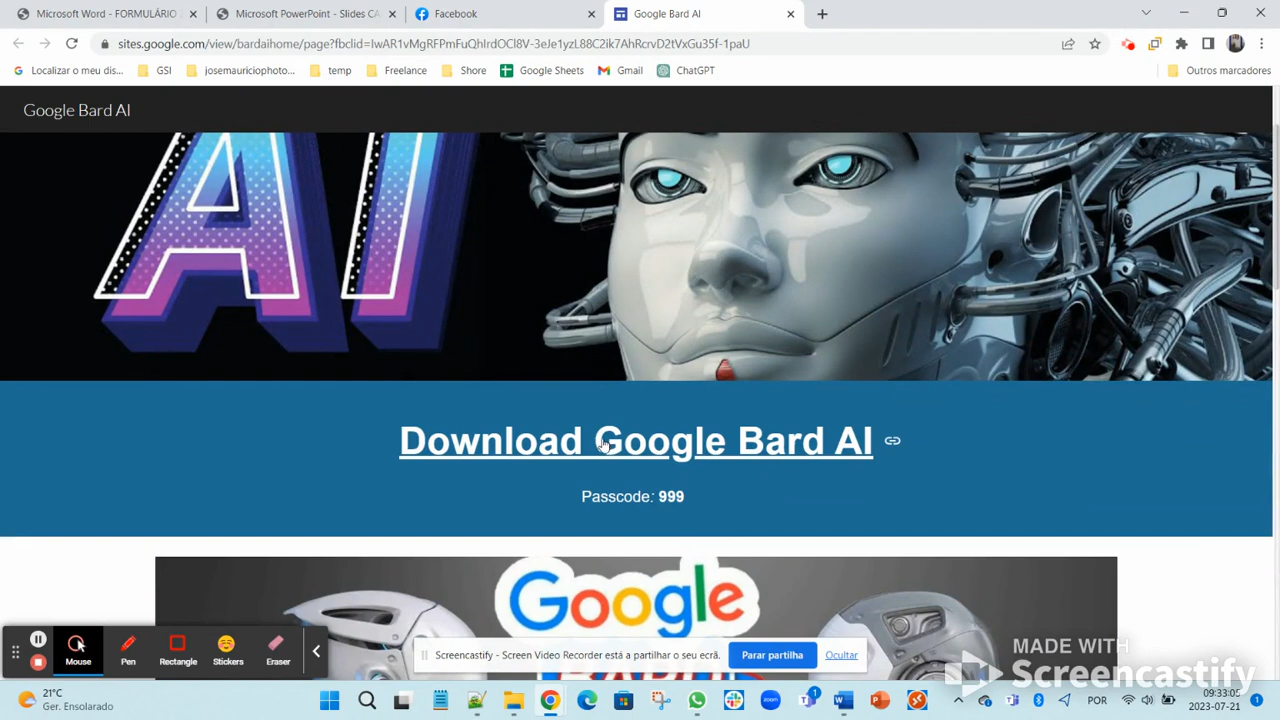 Microsoft Word - FORMULÁRIO
Microsoft PowerPoint - Slides CA
Facebook
Google Bard AI
sites.google.com/view/bardaihome/page?fbclid=
Localizar o meu dis...
GSI
josemauriciophoto...
temp
Freelance
Shore
Google Sheets
Gmail
ChatGPT
Outros marcadores
Google Bard AI
AI
Download Google Bard AI
Passcode: 999
Google
Mouse
Pen
Rectangle
Stickers
Eraser
Screencastify - Screen Video Recorder está a partilhar o seu ecrã.
Parar partilha
Ocultar
MADE WITH
Screencastify
21°C
Ger. Ensolarado
1
POR
09:33:05
2023-07-21
1